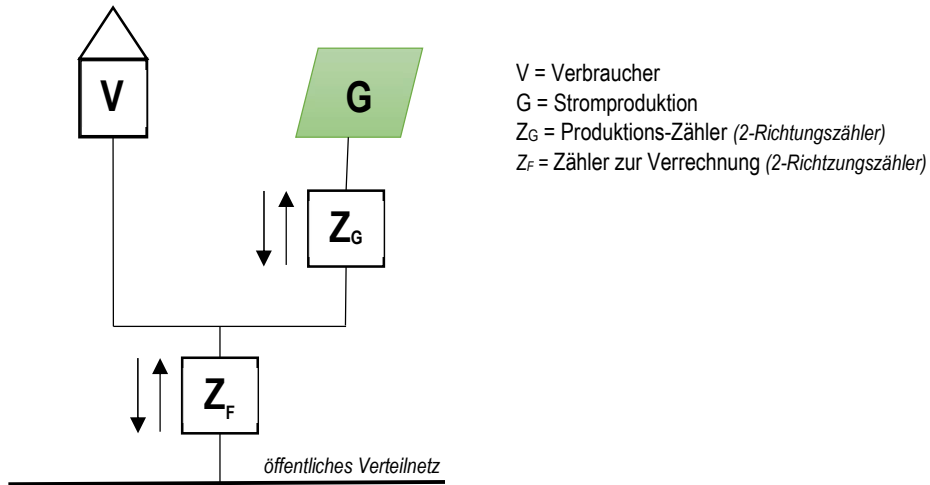 V
G
V = Verbraucher
G = Stromproduktion
ZG = Produktions-Zähler (2-Richtungszähler)
ZF = Zähler zur Verrechnung (2-Richtzungszähler)
ZG
ZF
öffentliches Verteilnetz